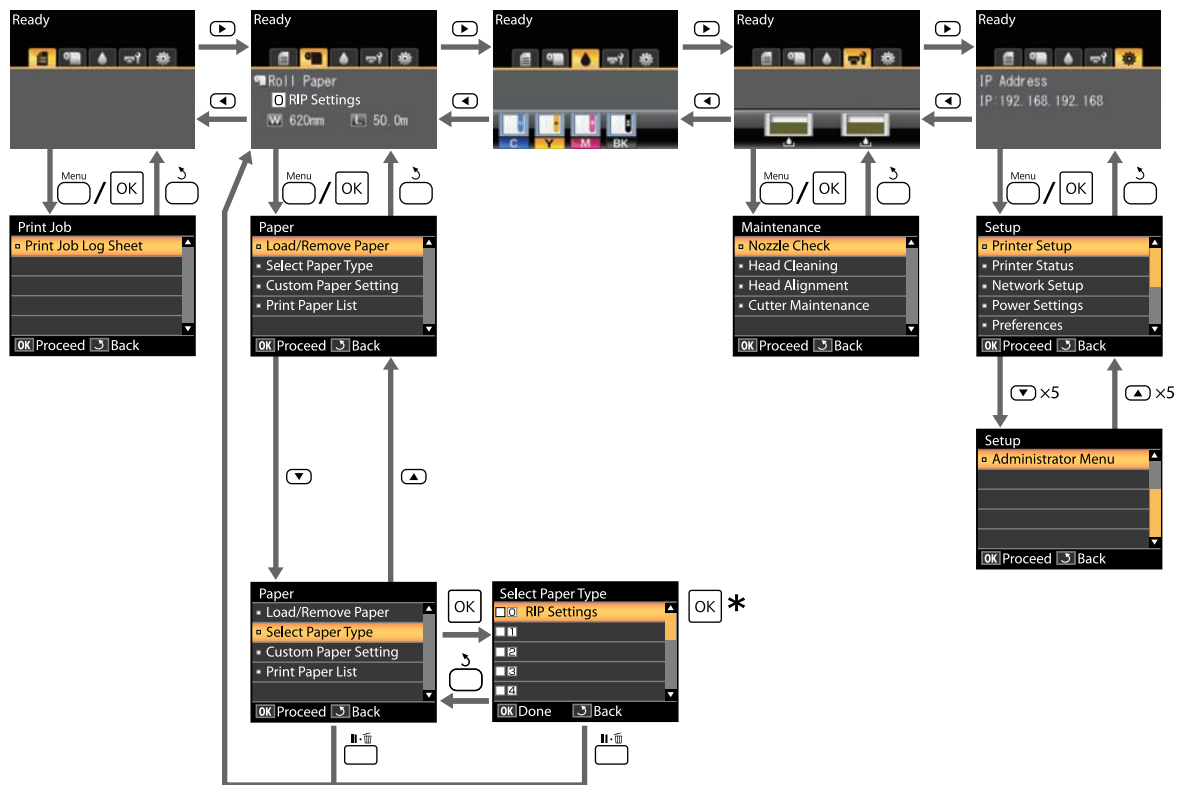 Ready
Ready
Ready
Ready
Ready
Roll Paper
0 RIP Settings
W 620mm L 50.0m
C Y M BK
IP Address
IP:192.168.192.168
Menu / OK
Menu / OK
Menu / OK
Menu / OK
Print Job
Print Job Log Sheet
OK Proceed Back
Paper
Load/Remove Paper
Select Paper Type
Custom Paper Setting
Print Paper List
OK Proceed Back
Maintenance
Nozzle Check
Head Cleaning
Head Alignment
Cutter Maintenance
OK Proceed Back
Setup
Printer Setup
Printer Status
Network Setup
Power Settings
Preferences
OK Proceed Back
×5
×5
Setup
Administrator Menu
OK Proceed Back
Paper
Load/Remove Paper
Select Paper Type
Custom Paper Setting
Print Paper List
OK Proceed Back
OK
Select Paper Type
0 RIP Settings
1
2
3
4
OK Done Back
OK *